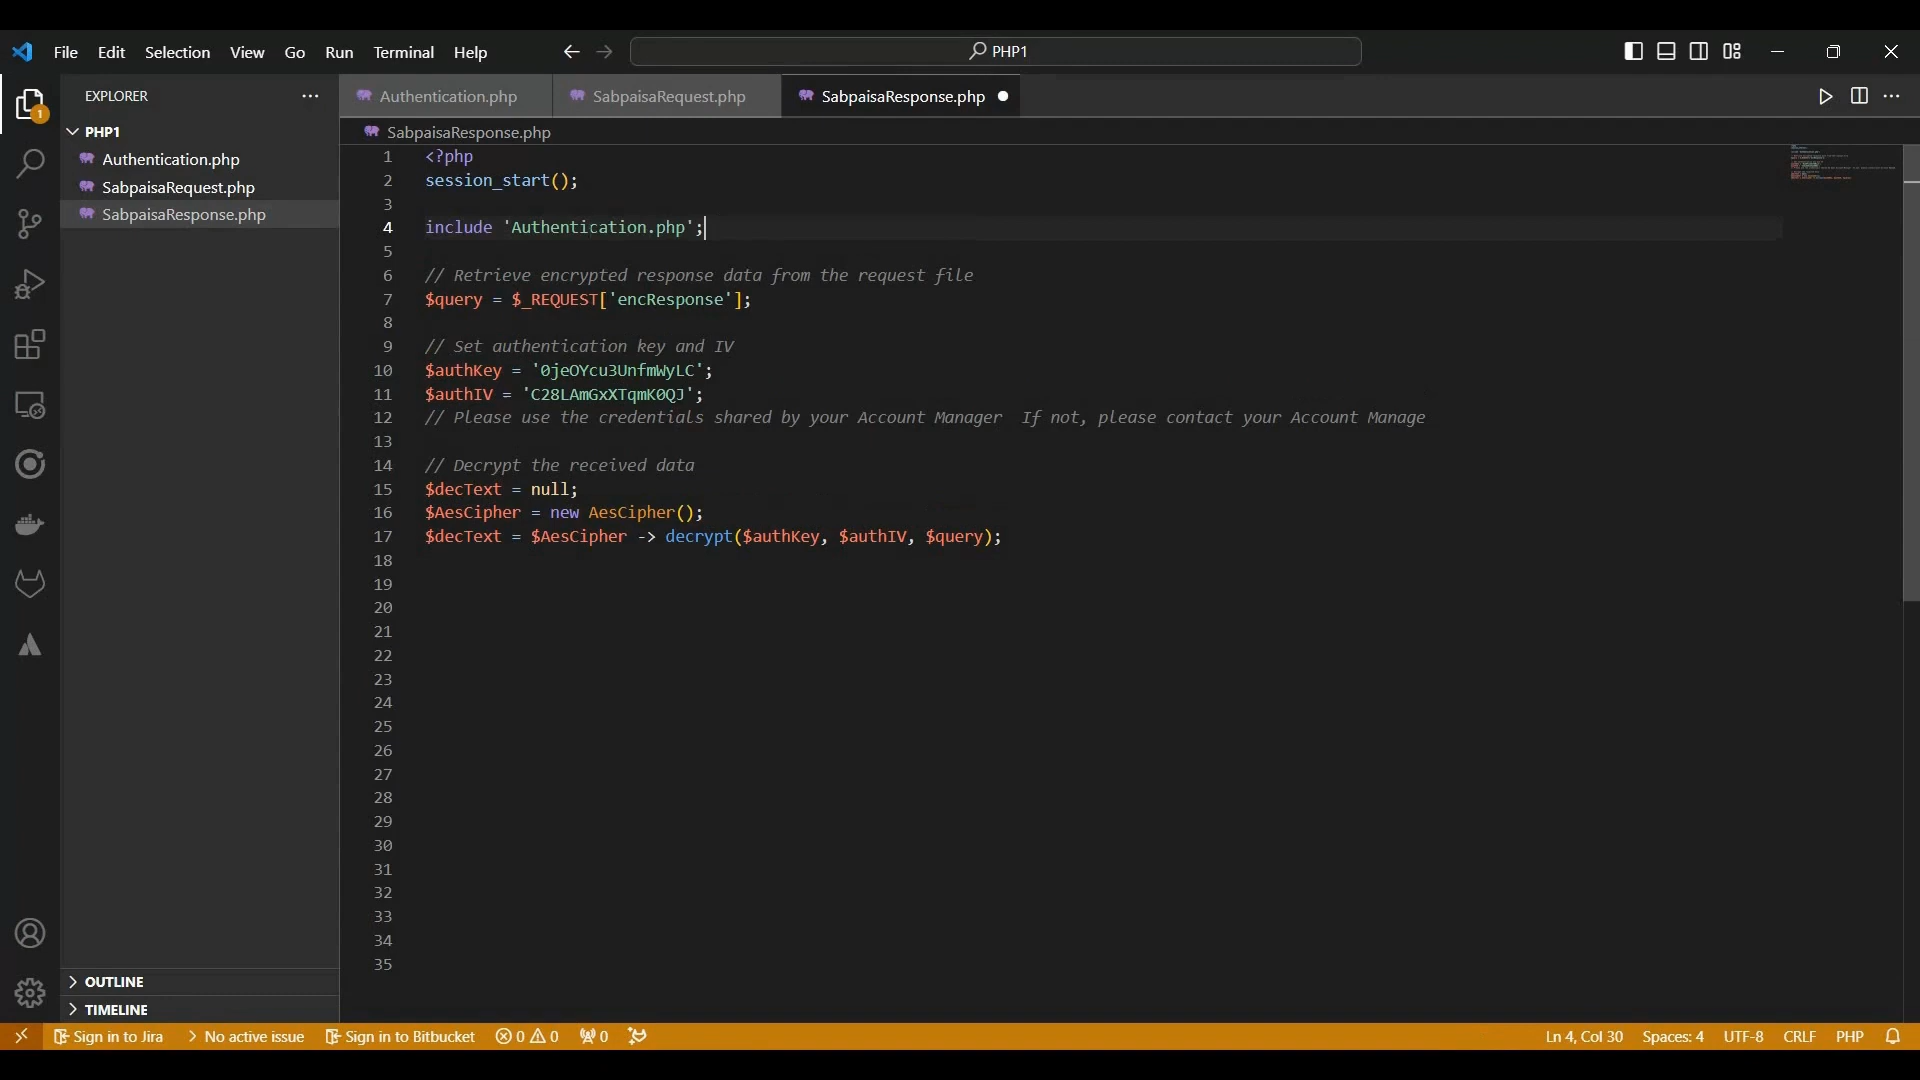 File Edit Selection View Go Run Terminal Help
PHP1
EXPLORER
Authentication.php
SabpaisaRequest.php
SabpaisaResponse.php
1
PHP1
Authentication.php
SabpaisaRequest.php
SabpaisaResponse.php
SabpaisaResponse.php
1 <?php
2 session_start();
3
4 include 'Authentication.php';
5
6 // Retrieve encrypted response data from the request file
7 $query = $_REQUEST['encResponse'];
8
9 // Set authentication key and IV
10 $authKey = '0jeOYcu3UnfmWyLC';
11 $authIV = 'C28LAmGxXTqmK0QJ';
12 // Please use the credentials shared by your Account Manager  If not, please contact your Account Manage
13
14 // Decrypt the received data
15 $decText = null;
16 $AesCipher = new AesCipher();
17 $decText = $AesCipher -> decrypt($authKey, $authIV, $query);
18
19
20
21
22
23
24
25
26
27
28
29
30
31
32
33
34
35
OUTLINE
TIMELINE
Sign in to Jira No active issue Sign in to Bitbucket 0 0 0 Ln 4, Col 30 Spaces: 4 UTF-8 CRLF PHP